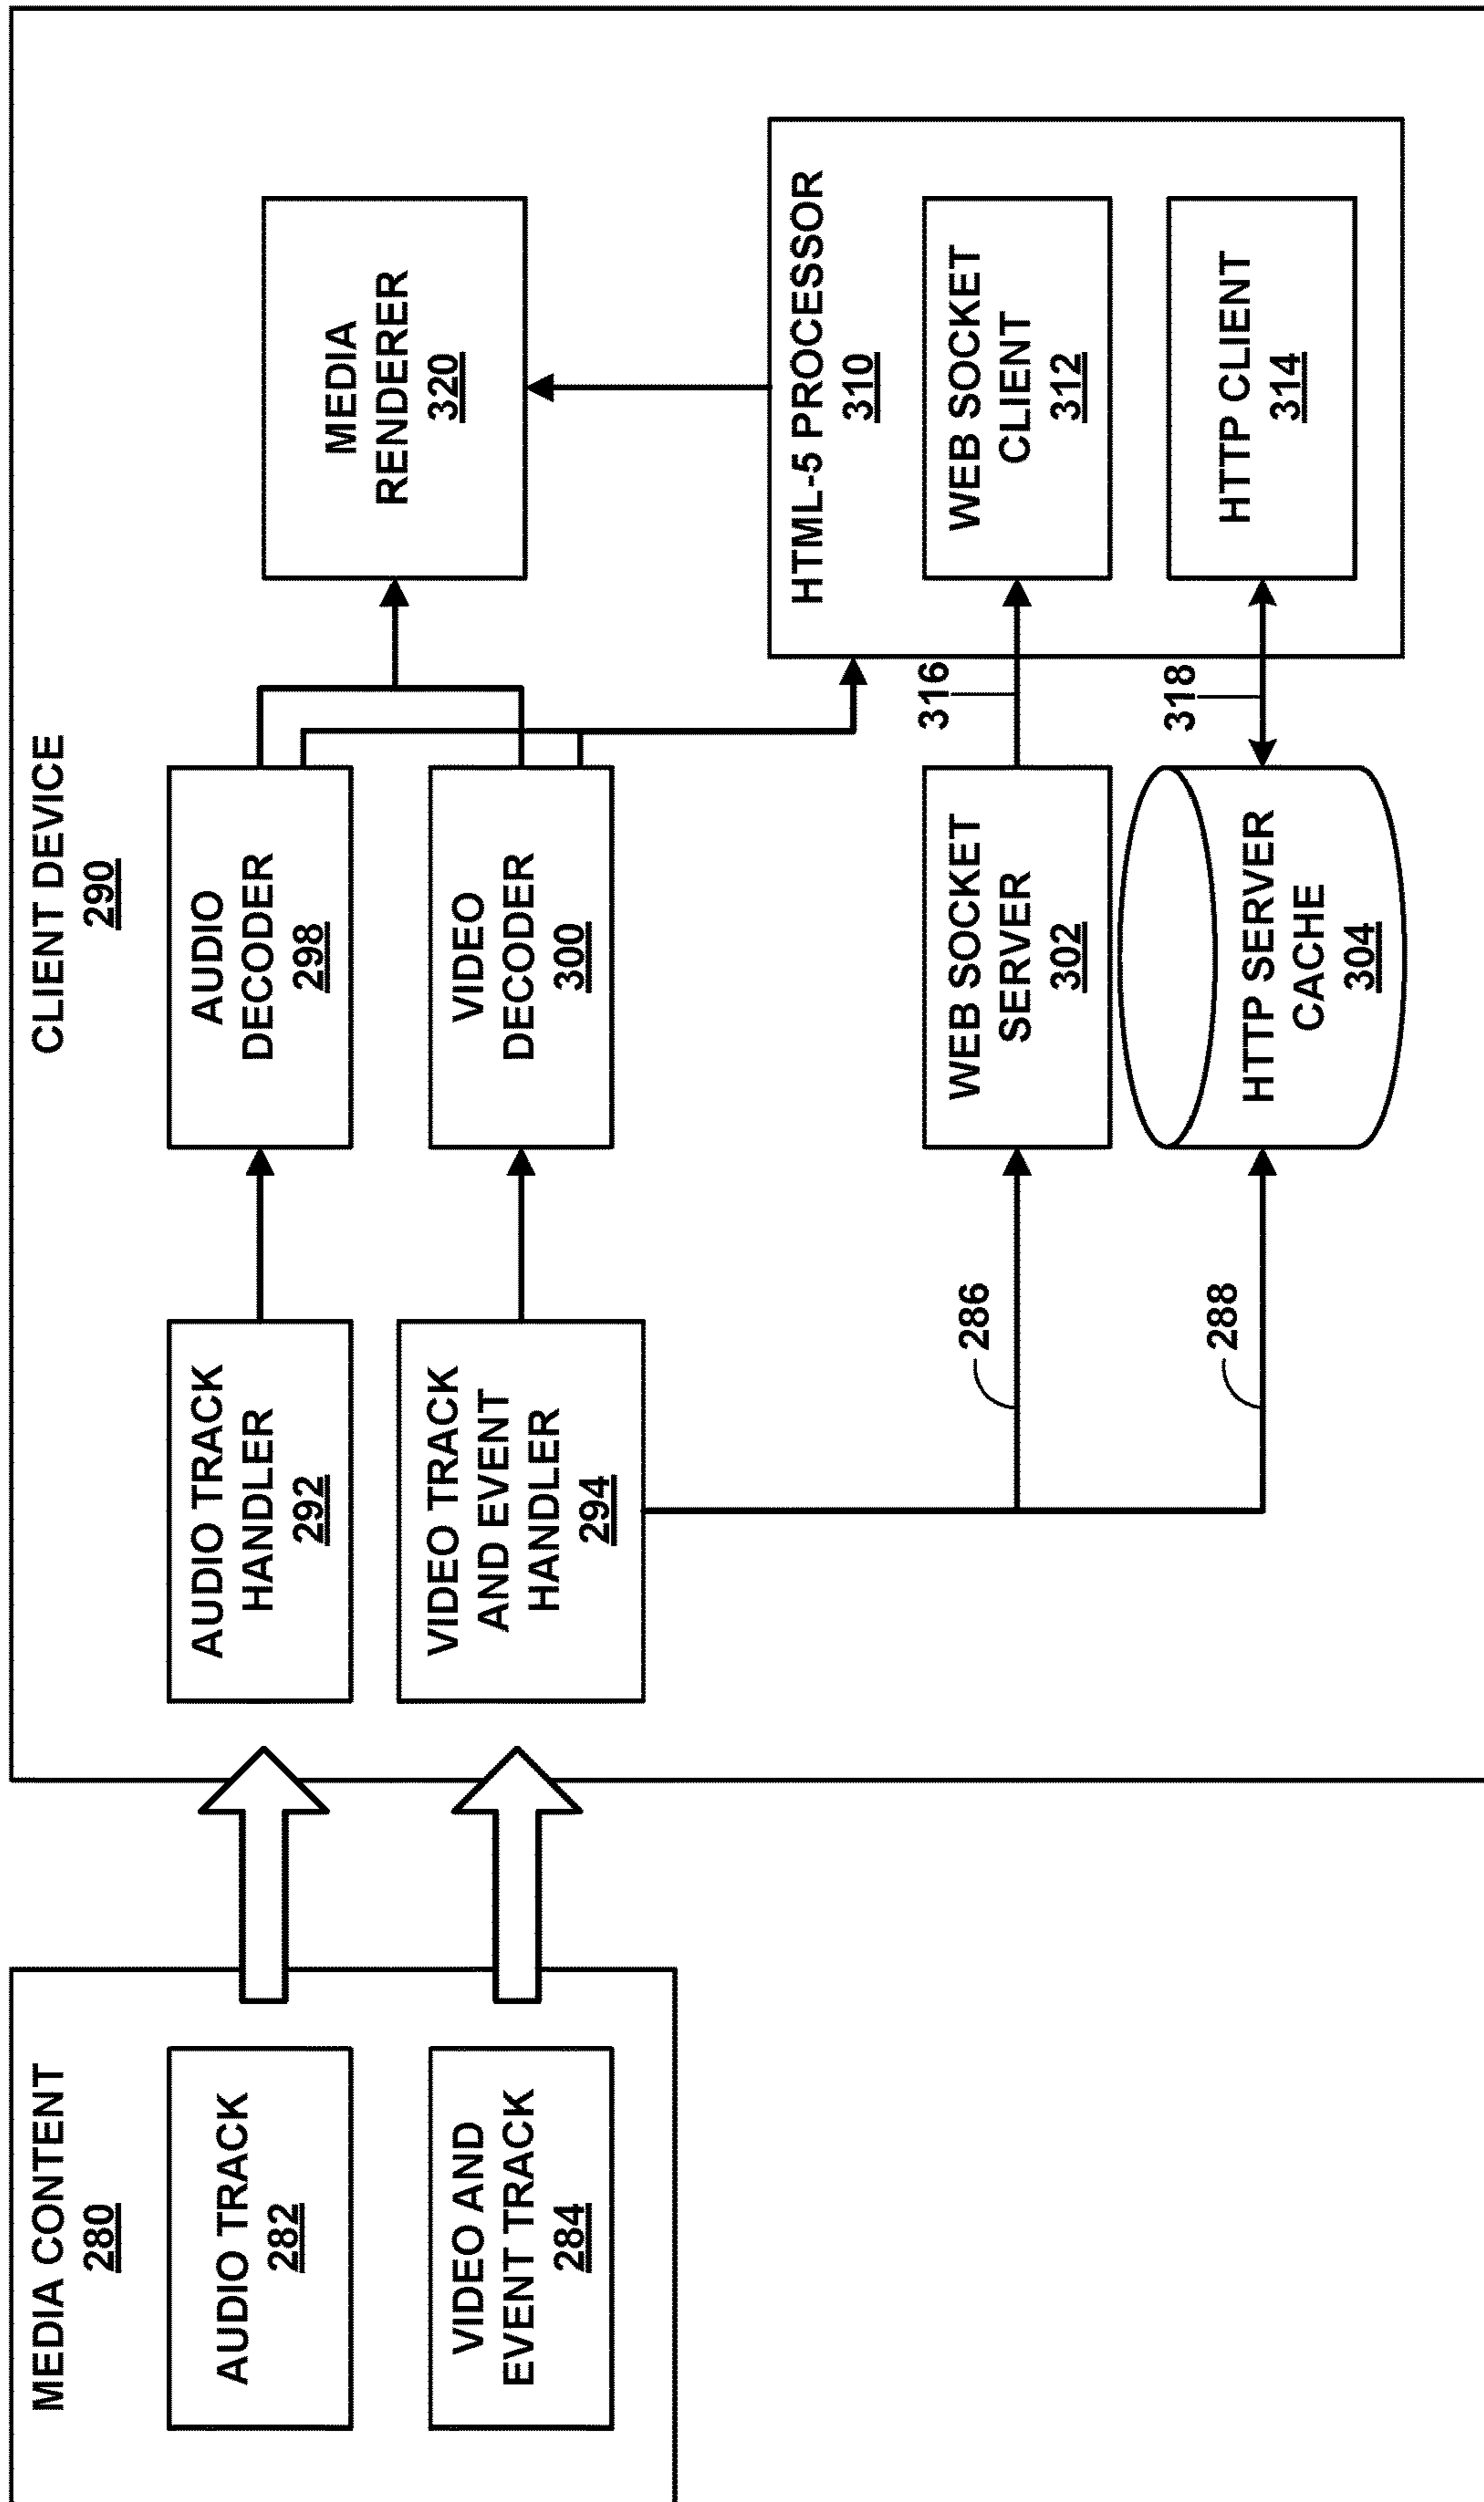 MEDIA CONTENT
280
AUDIO TRACK
282
VIDEO AND
EVENT TRACK
284
CLIENT DEVICE
290
AUDIO TRACK
HANDLER
292
VIDEO TRACK
AND EVENT
HANDLER
294
AUDIO
DECODER
298
VIDEO
DECODER
300
MEDIA
RENDERER
320
286
288
WEB SOCKET
SERVER
302
HTTP SERVER
CACHE
304
316
318
HTML-5 PROCESSOR
310
WEB SOCKET
CLIENT
312
HTTP CLIENT
314